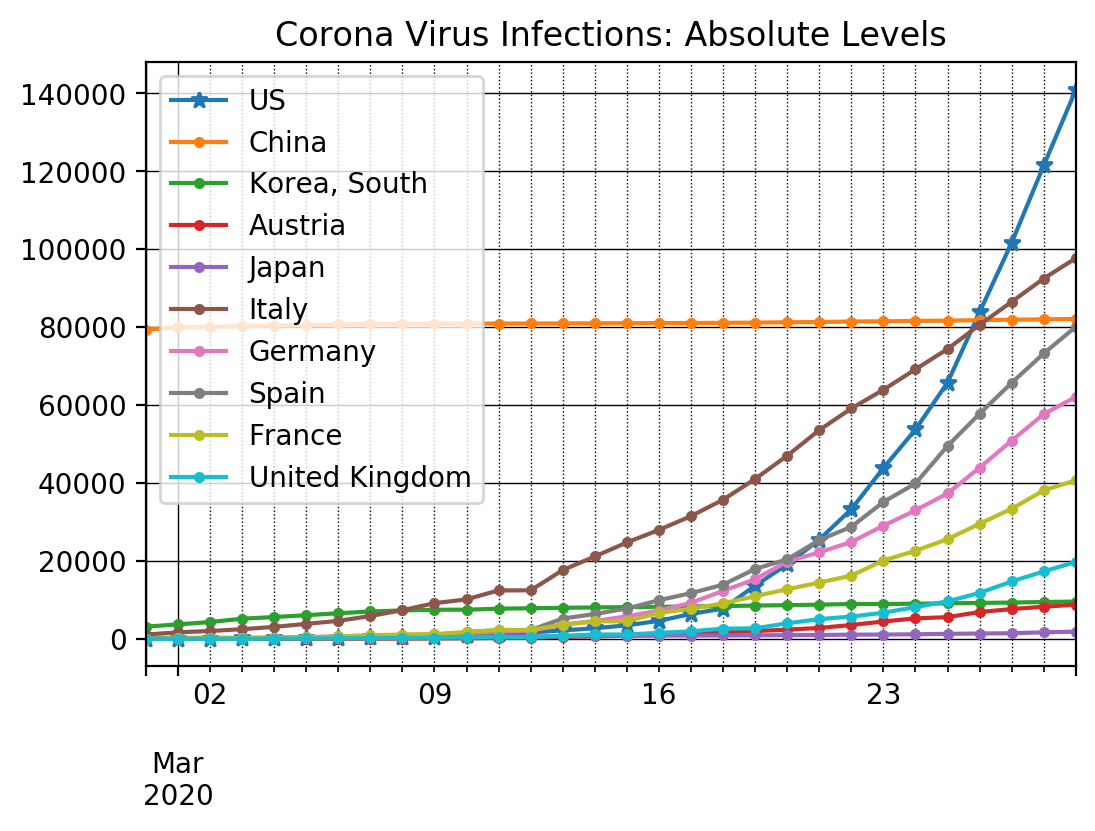 Corona Virus Infections: Absolute Levels
140000
120000
100000
80000
60000
40000
20000
0
US
China
Korea, South
Austria
Japan
Italy
Germany
Spain
France
United Kingdom
02 09 16 23
Mar
2020